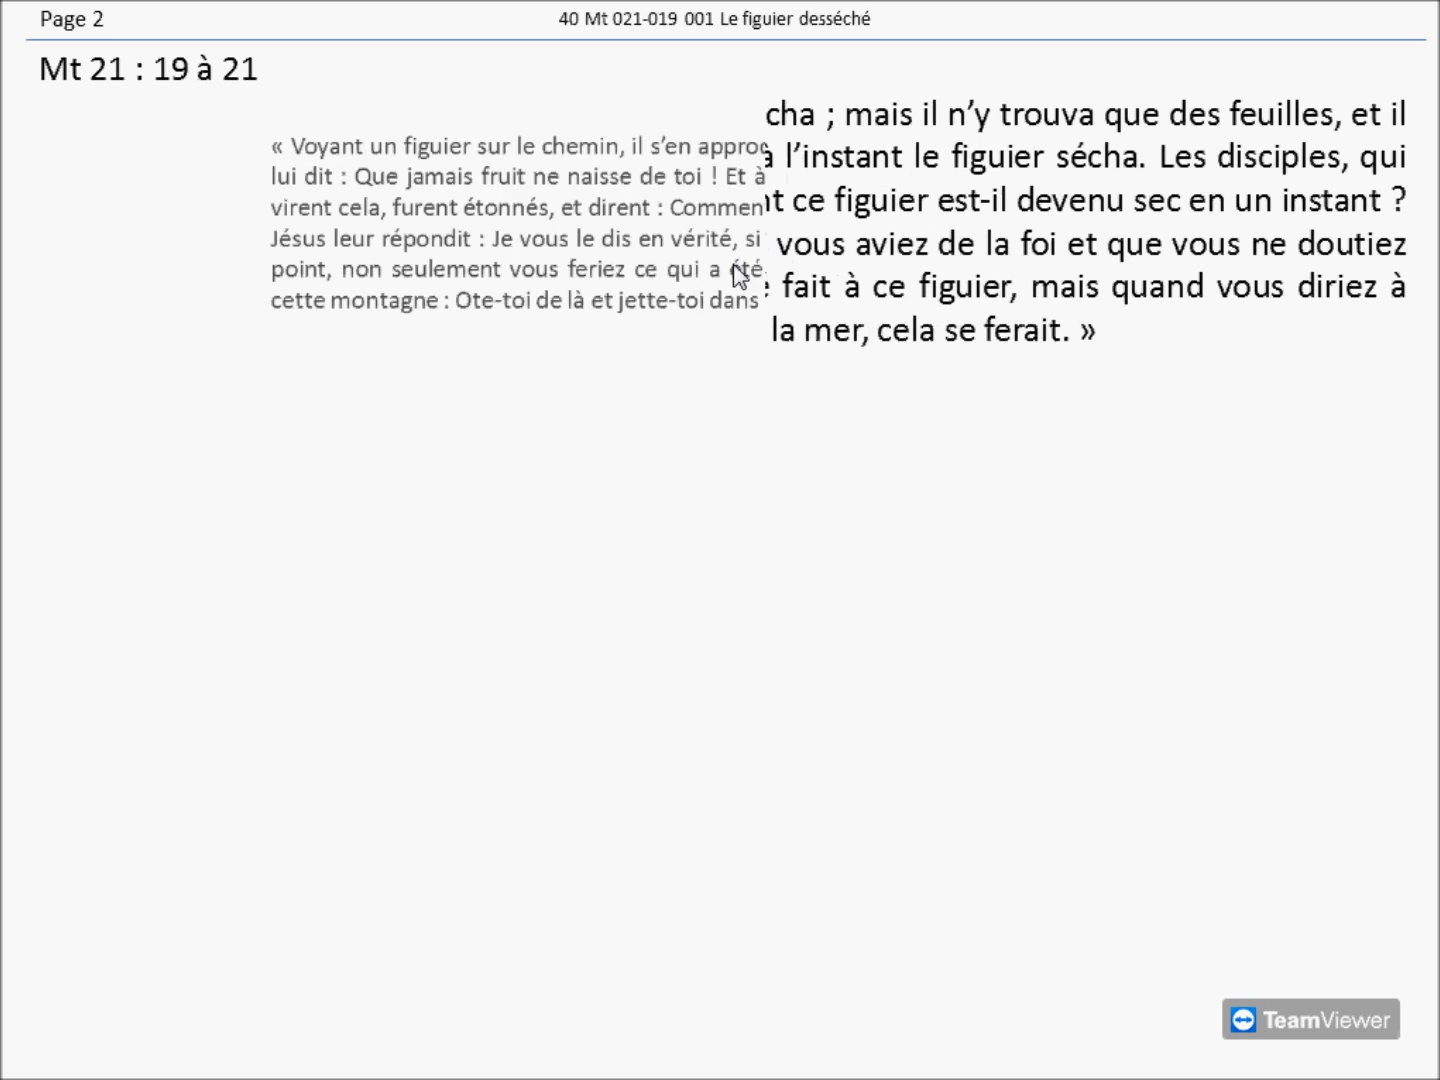 Page 2
40 Mt 021-019 001 Le figuier desséché
Mt 21 : 19 à 21
« Voyant un figuier sur le chemin, il s’en approcha ; mais il n’y trouva que des feuilles, et il
lui dit : Que jamais fruit ne naisse de toi ! Et à l’instant le figuier sécha. Les disciples, qui
virent cela, furent étonnés, et dirent : Comment ce figuier est-il devenu sec en un instant ?
Jésus leur répondit : Je vous le dis en vérité, si vous aviez de la foi et que vous ne doutiez
point, non seulement vous feriez ce qui a été fait à ce figuier, mais quand vous diriez à
cette montagne : Ote-toi de là et jette-toi dans la mer, cela se ferait. »
TeamViewer